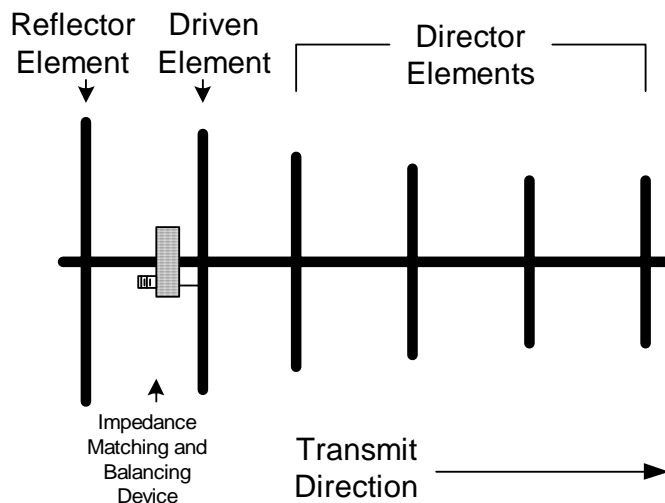 Reflector
Element
Driven
Element
Director
Elements
Impedance
Matching and
Balancing
Device
Transmit
Direction